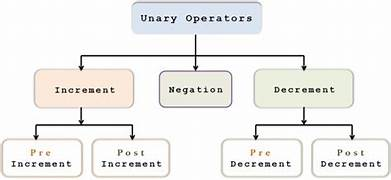 Unary Operators
Increment
Negation
Decrement
Pre
Increment
Post
Increment
Pre
Decrement
Post
Decrement